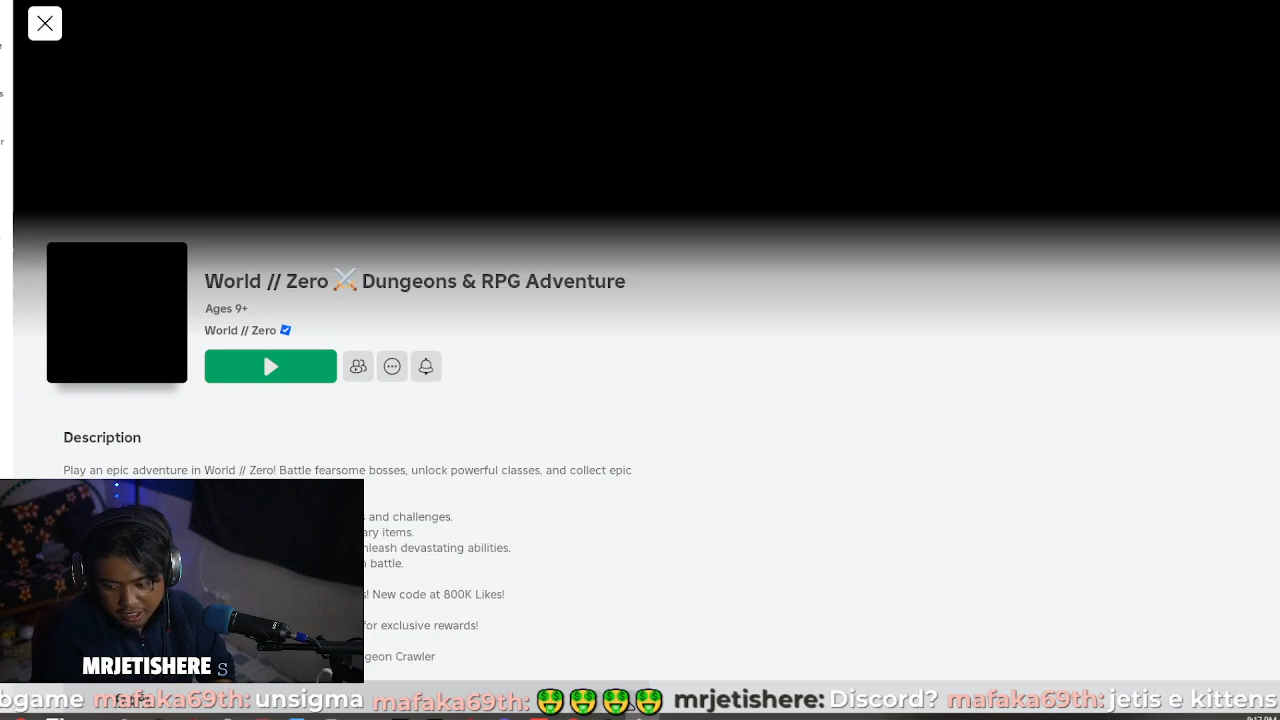 World // Zero ⚔️ Dungeons & RPG Adventure
Ages 9+
World // Zero
Description
Play an epic adventure in World // Zero! Battle fearsome bosses, unlock powerful classes, and collect epic
and challenges.
ary items.
nleash devastating abilities.
battle.
! New code at 800K Likes!
for exclusive rewards!
geon Crawler
MRJETISHERE S
bgame mafaka69th: unsigma mafaka69th: 🤑🤑🤑🤑 mrjetishere: Discord? mafaka69th: jetis e kittens